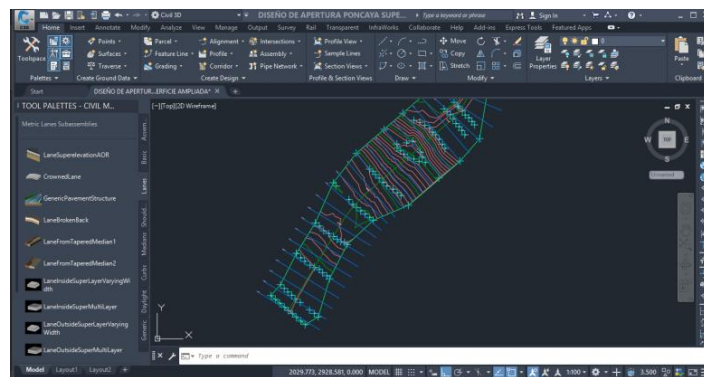 Civil 3D
DISEÑO DE APERTURA PONCAYA SUPE...
Type a keyword or phrase
Sign In
Home Insert Annotate Modify Analyze View Manage Output Survey Rail Transparent InfraWorks Collaborate Help Add-ins Express Tools Featured Apps
Toolspace
Points
Surfaces
Traverse
Parcel
Feature Line
Grading
Alignment
Profile
Corridor
Intersections
Assembly
Pipe Network
Profile View
Sample Lines
Section Views
Move
Copy
Stretch
Layer Properties
Paste
Palettes Create Ground Data Create Design Profile & Section Views Draw Modify Layers Clipboard
Start DISEÑO DE APERTUR...ERFICIE AMPLIADA*
TOOL PALETTES - CIVIL M...
[-][Top][2D Wireframe]
Metric Lanes Subassemblies
LaneSuperelevationAOR
CrownedLane
GenericPavementStructure
LaneBrokenBack
LaneFromTaperedMedian1
LaneFromTaperedMedian2
LaneInsideSuperLayerVaryingWidth
LaneInsideSuperMultiLayer
LaneOutsideSuperLayerVarying Width
LaneOutsideSuperMultiLayer
Assem.
Basic
Lanes
Should.
Medians
Curbs
Daylight
Generic
N
W
TOP
E
S
Unnamed
Y
X
Type a command
Model Layout1 Layout2 +
2029.773, 2928.581, 0.000 MODEL
1:1000
3.500